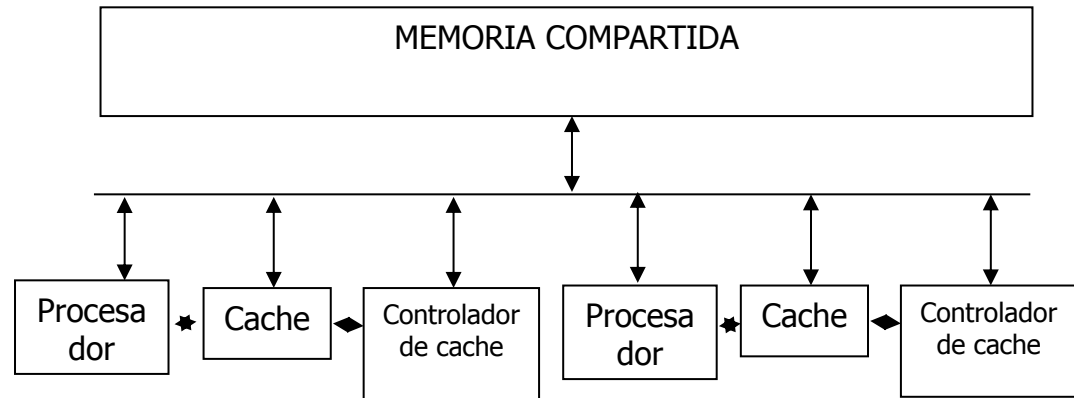 MEMORIA COMPARTIDA
Procesa
dor
Cache
Controlador
de cache
Procesa
dor
Cache
Controlador
de cache